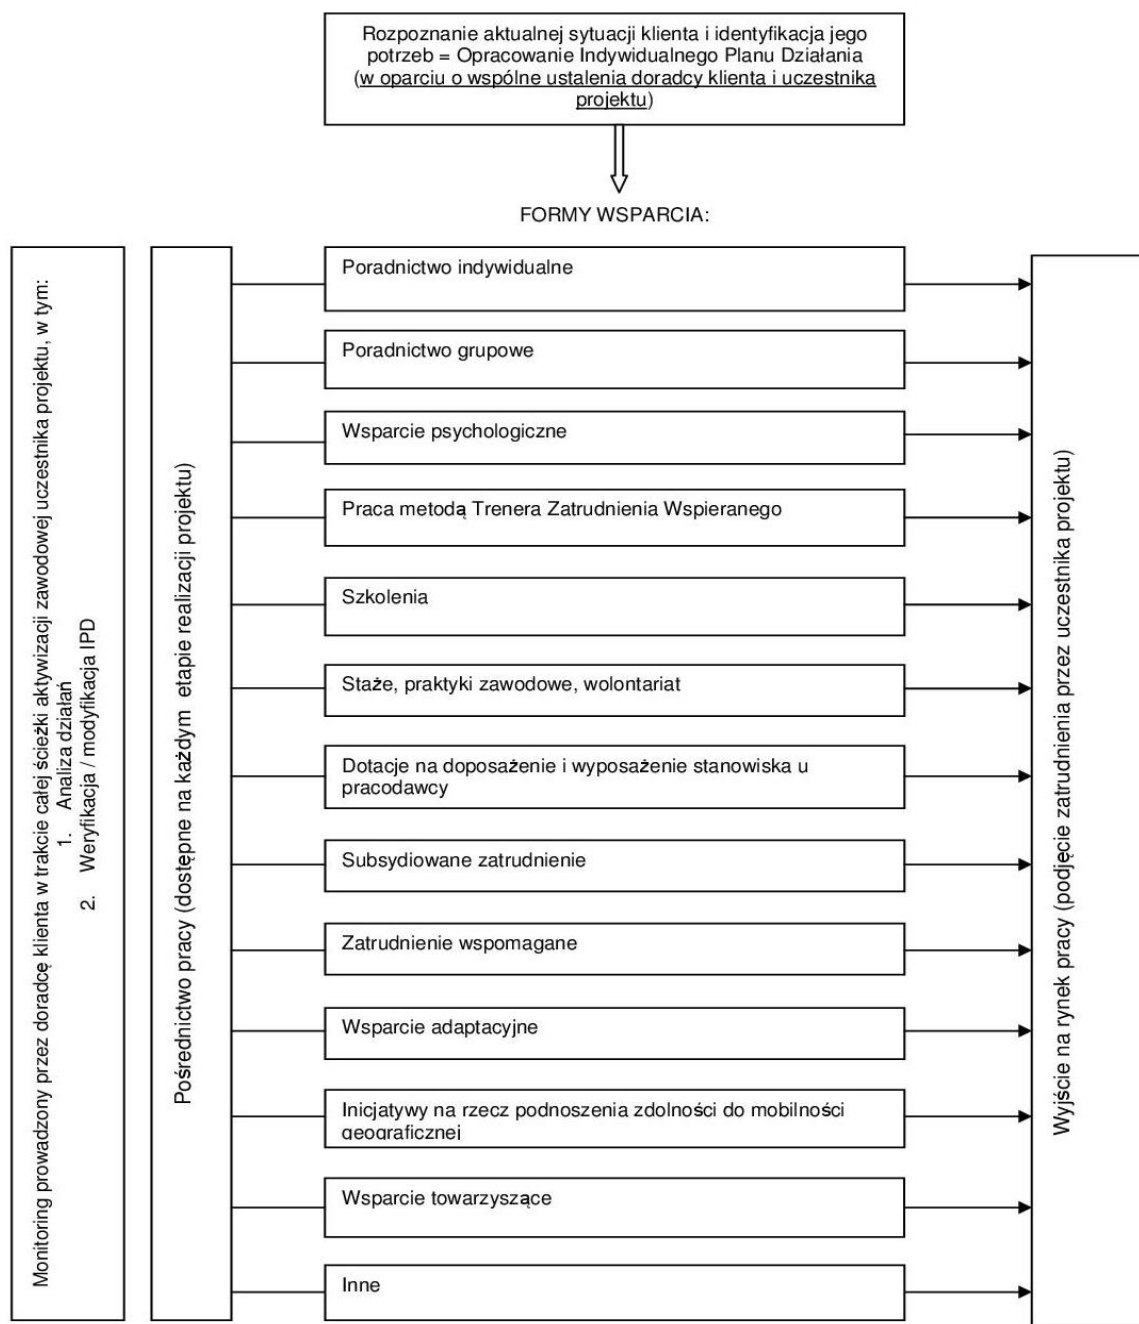 Rozpoznanie aktualnej sytuacji klienta i identyfikacja jego
potrzeb = Opracowanie Indywidualnego Planu Działania
(w oparciu o wspólne ustalenia doradcy klienta i uczestnika
projektu)
FORMY WSPARCIA:
Monitoring prowadzony przez doradcę klienta w trakcie całej ścieżki aktywizacji zawodowej uczestnika projektu, w tym:
1. Analiza działań
2. Weryfikacja / modyfikacja IPD
Pośrednictwo pracy (dostępne na każdym etapie realizacji projektu)
Poradnictwo indywidualne
Poradnictwo grupowe
Wsparcie psychologiczne
Praca metodą Trenera Zatrudnienia Wspieranego
Szkolenia
Staże, praktyki zawodowe, wolontariat
Dotacje na doposażenie i wyposażenie stanowiska u
pracodawcy
Subsydiowane zatrudnienie
Zatrudnienie wspomagane
Wsparcie adaptacyjne
Inicjatywy na rzecz podnoszenia zdolności do mobilności
geograficznej
Wsparcie towarzyszące
Inne
Wyjście na rynek pracy (podjęcie zatrudnienia przez uczestnika projektu)